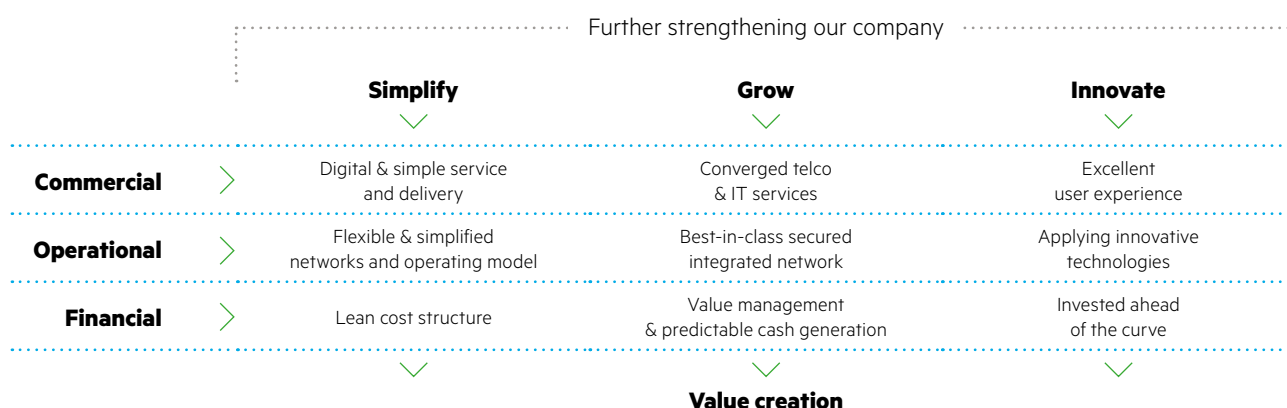 Further strengthening our company
Simplify
Grow
Innovate
Commercial
Digital & simple service
and delivery
Converged telco
& IT services
Excellent
user experience
Operational
Flexible & simplified
networks and operating model
Best-in-class secured
integrated network
Applying innovative
technologies
Financial
Lean cost structure
Value management
& predictable cash generation
Invested ahead
of the curve
Value creation